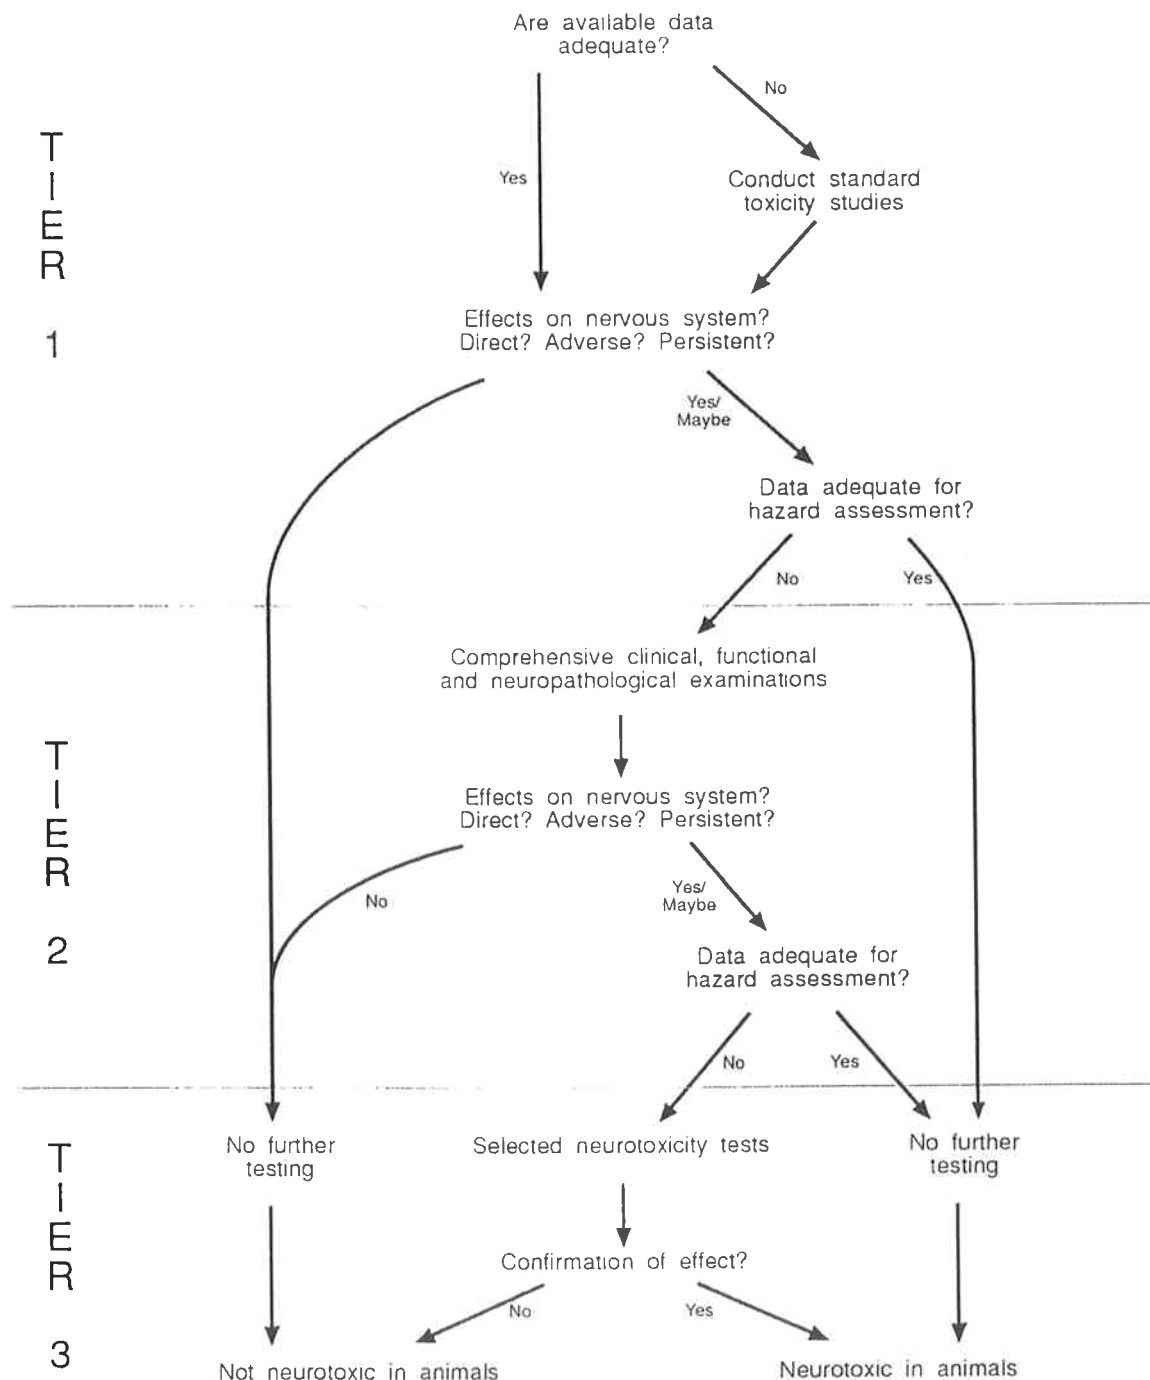 Are available data
adequate?
No
Yes
Conduct standard
toxicity studies
TIER 1
Effects on nervous system?
Direct? Adverse? Persistent?
Yes/
Maybe
Data adequate for
hazard assessment?
No
Yes
Comprehensive clinical, functional
and neuropathological examinations
TIER 2
Effects on nervous system?
Direct? Adverse? Persistent?
No
Yes/
Maybe
Data adequate for
hazard assessment?
No
Yes
TIER 3
No further
testing
Selected neurotoxicity tests
No further
testing
Confirmation of effect?
No
Yes
Not neurotoxic in animals
Neurotoxic in animals